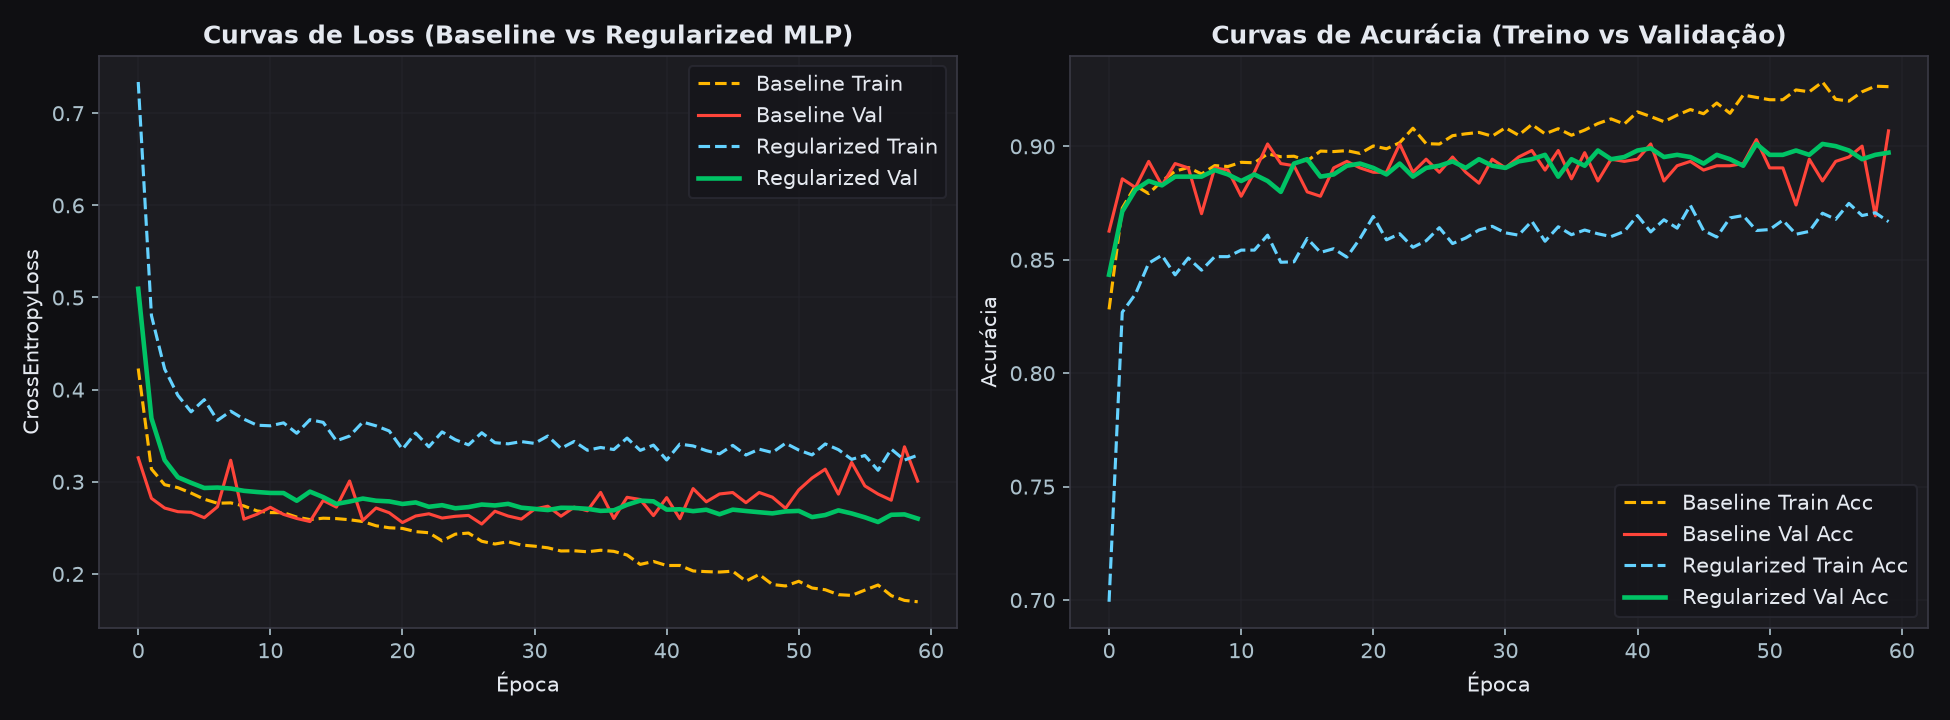 Curvas de Loss (Baseline vs Regularized MLP)
CrossEntropyLoss
0.7
0.6
0.5
0.4
0.3
0.2
Baseline Train
Baseline Val
Regularized Train
Regularized Val
0 10 20 30 40 50 60
Época
Curvas de Acurácia (Treino vs Validação)
Acurácia
0.90
0.85
0.80
0.75
0.70
Baseline Train Acc
Baseline Val Acc
Regularized Train Acc
Regularized Val Acc
0 10 20 30 40 50 60
Época